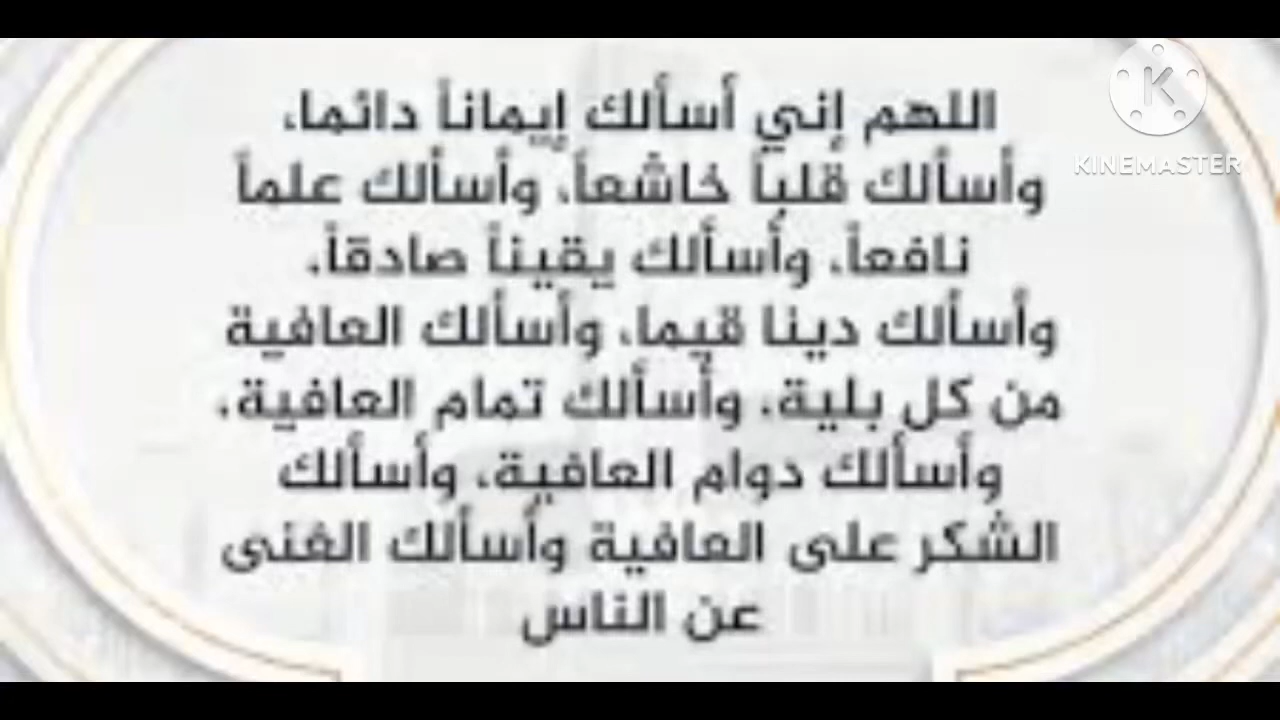 اللهم إني أسألك إيماناً دائما،
وأسألك قلباً خاشعاً، وأسألك علماً
نافعاً، وأسألك يقيناً صادقاً،
وأسألك دينا قيما، وأسألك العافية
من كل بلية، وأسألك تمام العافية،
وأسألك دوام العافية، وأسألك
الشكر على العافية وأسألك الغنى
عن الناس
K
KINEMASTER